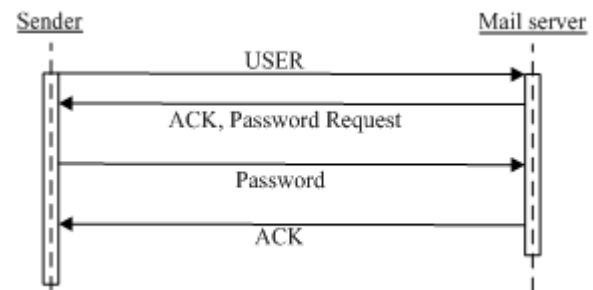 Sender
Mail server
USER
ACK, Password Request
Password
ACK